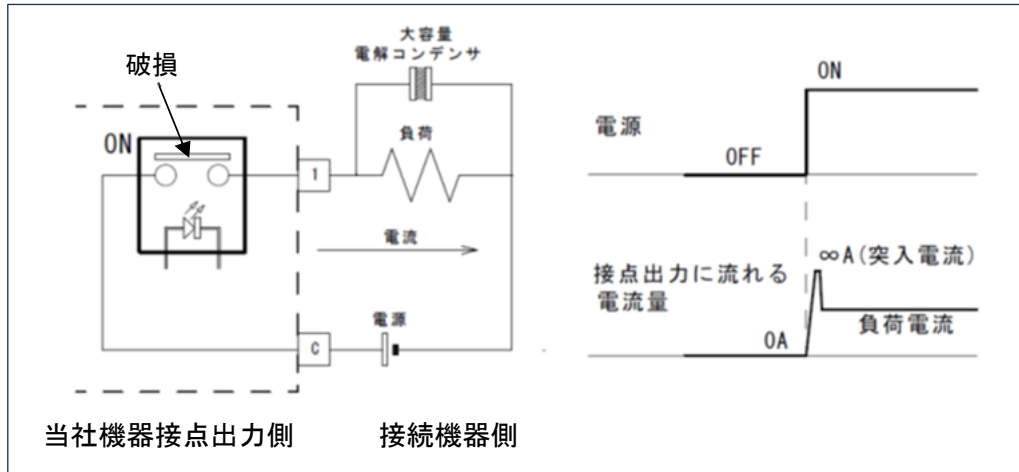 破損
大容量
電解コンデンサ
ON
負荷
1
電流
電源
C
当社機器接点出力側
接続機器側
ON
電源
OFF
∞A(突入電流)
接点出力に流れる
電流量
0A
負荷電流